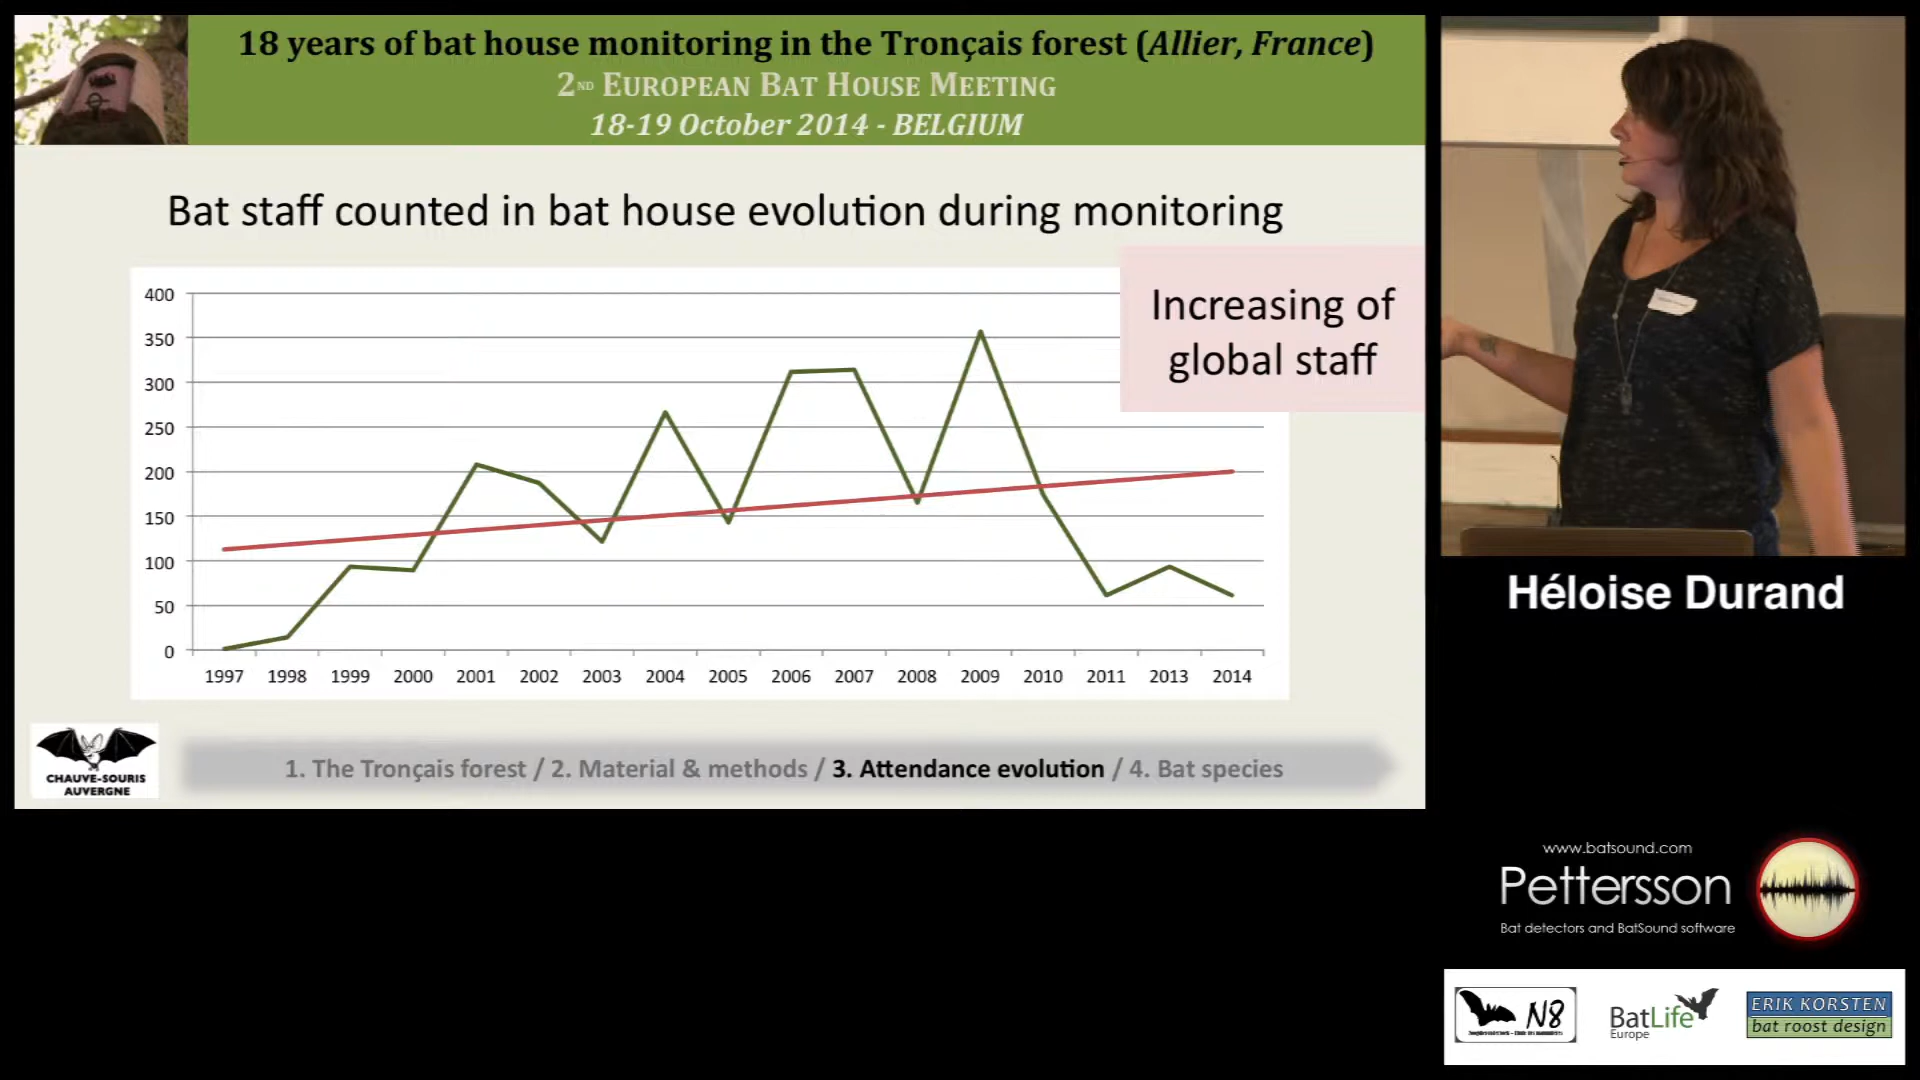 18 years of bat house monitoring in the Tronçais forest (Allier, France)
2ND EUROPEAN BAT HOUSE MEETING
18-19 October 2014 - BELGIUM
Bat staff counted in bat house evolution during monitoring
Increasing of
global staff
400
350
300
250
200
150
100
50
0
1997 1998 1999 2000 2001 2002 2003 2004 2005 2006 2007 2008 2009 2010 2011 2013 2014
CHAUVE-SOURIS
AUVERGNE
1. The Tronçais forest / 2. Material & methods / 3. Attendance evolution / 4. Bat species
Héloise Durand
www.batsound.com
Pettersson
Bat detectors and BatSound software
N8
BatLife
Europe
ERIK KORSTEN
bat roost design